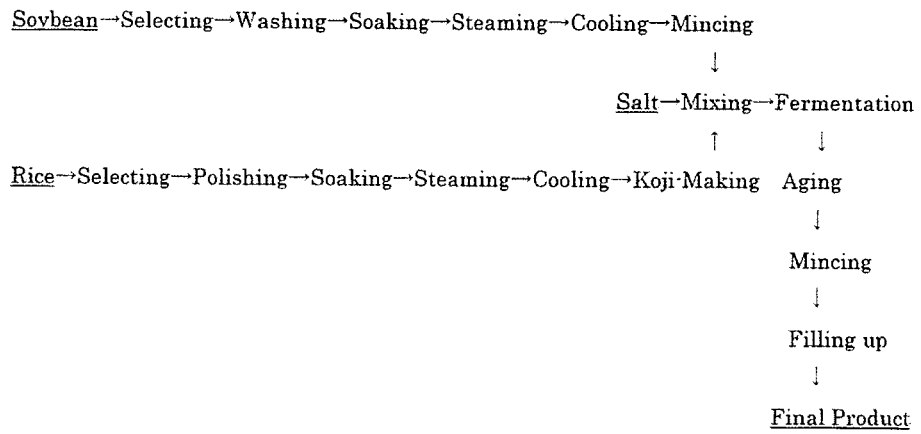 Soybean→Selecting→Washing→Soaking→Steaming→Cooling→Mincing
↓
Salt→Mixing→Fermentation
↑ ↓
Rice→Selecting→Polishing→Soaking→Steaming→Cooling→Koji-Making Aging
↓
Mincing
↓
Filling up
↓
Final Product